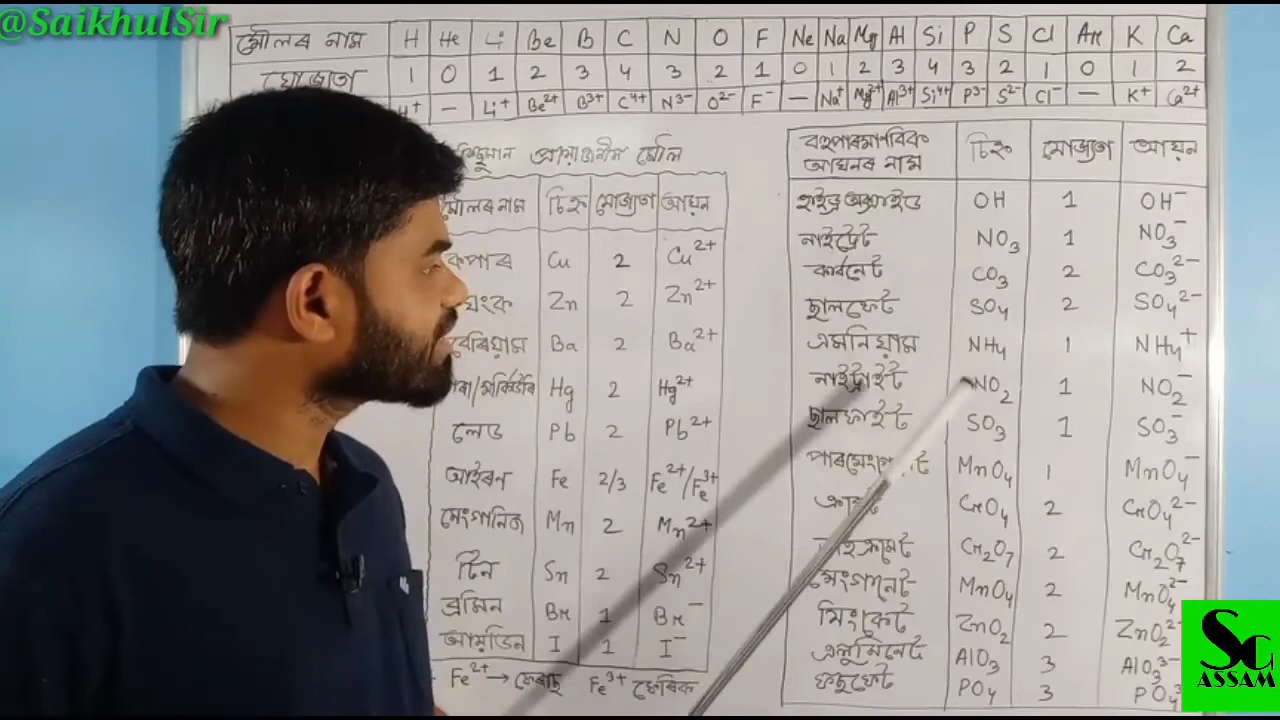 @SaikhulSir
মৌলৰ নাম H He Li Be B C N O F Ne Na Mg Al Si P S Cl Ar K Ca
যোজ্যতা 1 0 1 2 3 4 3 2 1 0 1 2 3 4 3 2 1 0 1 2
H⁺ — Li⁺ Be²⁺ B³⁺ C⁴⁺ N³⁻ O²⁻ F⁻ — Na⁺ Mg²⁺ Al³⁺ Si⁴⁺ P³⁻ S²⁻ Cl⁻ — K⁺ Ca²⁺
প্ৰয়োজনীয় মৌল
মৌলৰ নাম চিহ্ন যোজ্যতা আয়ন
কপাৰ Cu 2 Cu²⁺
Zn 2 Zn²⁺
বেৰিয়াম Ba 2 Ba²⁺
Hg 2 Hg²⁺
লেড Pb 2 Pb²⁺
আইৰন Fe 2/3 Fe²⁺/Fe³⁺
মেংগানিজ Mn 2 Mn²⁺
টিন Sn 2 Sn²⁺
ব্ৰমিন Br 1 Br⁻
আয়ডিন I 1 I⁻
Fe²⁺ → ফেৰাছ Fe³⁺ ফেৰিক
বহুপাৰমাণৱিক আয়নৰ নাম চিহ্ন যোজ্যতা আয়ন
হাইড্ৰঅক্সাইড OH 1 OH⁻
নাইট্ৰেট NO₃ 1 NO₃⁻
কাৰ্বনেট CO₃ 2 CO₃²⁻
ছালফেট SO₄ 2 SO₄²⁻
এমনিয়াম NH₄ 1 NH₄⁺
নাইট্ৰাইট NO₂ 1 NO₂⁻
ছালফাইট SO₃ 1 SO₃⁻
MnO₄ 1 MnO₄⁻
CrO₄ 2 CrO₄²⁻
Cr₂O₇ 2 Cr₂O₇²⁻
মেংগনেট MnO₄ 2 MnO₄²⁻
জিংকেট ZnO₂ 2 ZnO₂²⁻
এলুমিনেট AlO₃ 3 AlO₃³⁻
ফছফেট PO₄ 3
SG
ASSAM